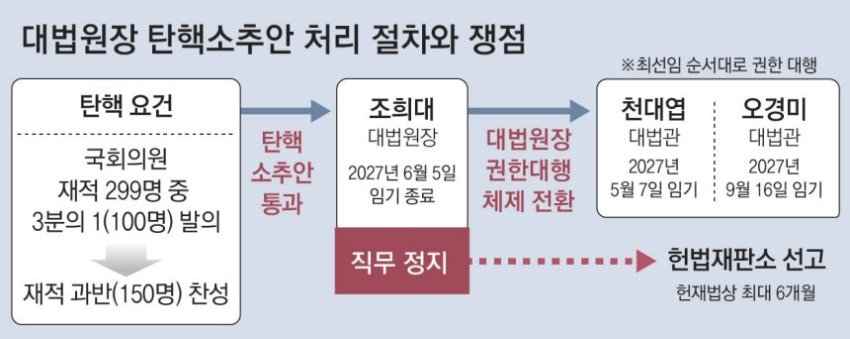 대법원장 탄핵소추안 처리 절차와 쟁점
※최선임 순서대로 권한 대행
탄핵 요건
국회의원
재적 299명 중
3분의 1(100명) 발의
재적 과반(150명) 찬성
탄핵
소추안
통과
조희대
대법원장
2027년 6월 5일
임기 종료
직무 정지
대법원장
권한대행
체제 전환
천대엽
대법관
2027년
5월 7일 임기
오경미
대법관
2027년
9월 16일 임기
헌법재판소 선고
헌재법상 최대 6개월